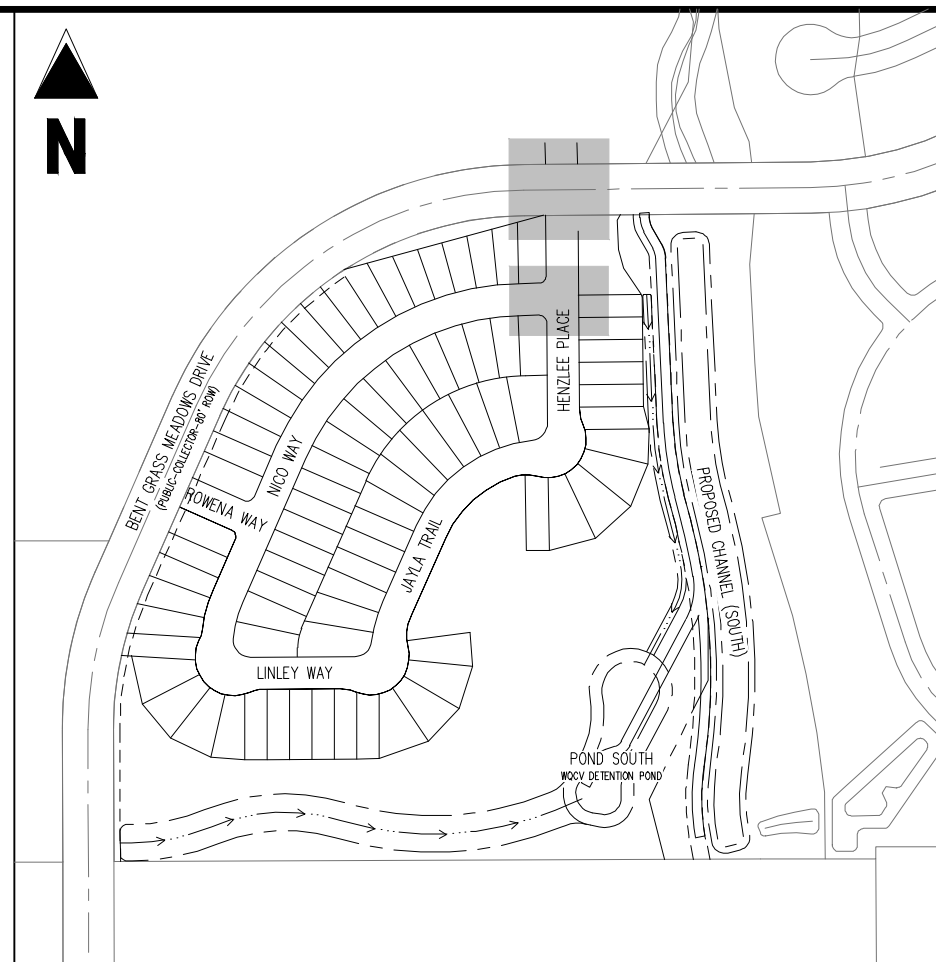 N
BENT GRASS MEADOWS DRIVE
(PUBLIC-COLLECTOR-80' ROW)
HENZLEE PLACE
NICO WAY
ROWENA WAY
JAYLA TRAIL
LINLEY WAY
PROPOSED CHANNEL (SOUTH)
POND SOUTH
WQCV DETENTION POND